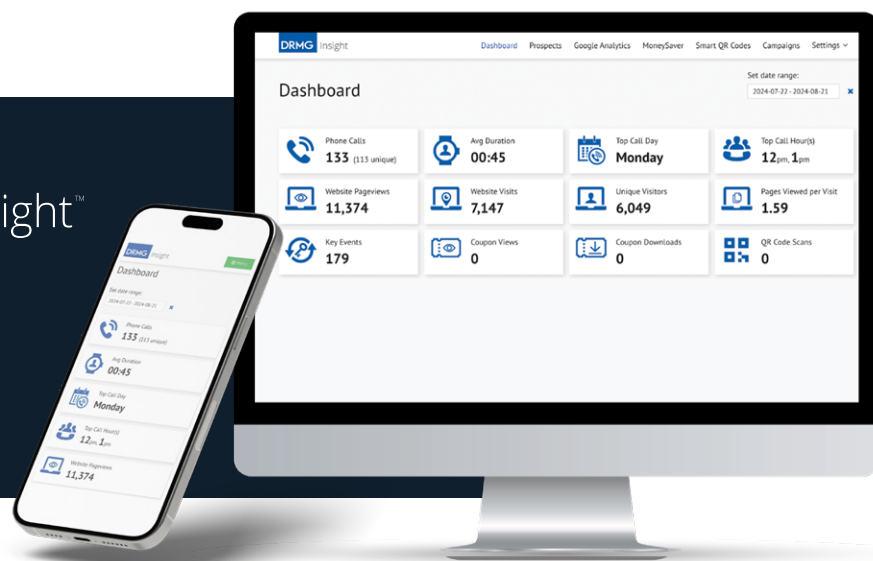 ight™
DRMG Insight
Dashboard Prospects Google Analytics MoneySaver Smart QR Codes Campaigns Settings
Dashboard
Set date range:
2024-07-22 - 2024-08-21
Phone Calls
133 (113 unique)
Avg Duration
00:45
Top Call Day
Monday
Top Call Hour(s)
12pm, 1pm
Website Pageviews
11,374
Website Visits
7,147
Unique Visitors
6,049
Pages Viewed per Visit
1.59
Key Events
179
Coupon Views
0
Coupon Downloads
0
QR Code Scans
0
DRMG Insight
Dashboard
Set date range:
2024-07-22 - 2024-08-21
Phone Calls
133 (113 unique)
Avg Duration
00:45
Top Call Day
Monday
Top Call Hour(s)
12pm, 1pm
Website Pageviews
11,374